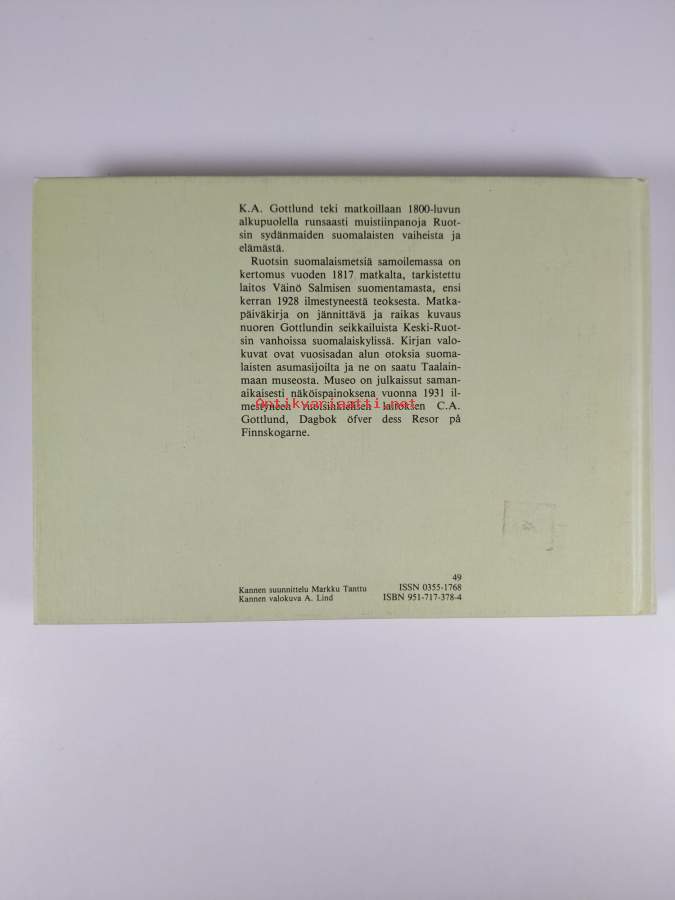 K.A. Gottlund teki matkoillaan 1800-luvun
alkupuolella runsaasti muistiinpanoja Ruot-
sin sydänmaiden suomalaisten vaiheista ja
elämästä.
Ruotsin suomalaismetsiä samoilemassa on
kertomus vuoden 1817 matkalta, tarkistettu
laitos Väinö Salmisen suomentamasta, ensi
kerran 1928 ilmestyneestä teoksesta. Matka-
päiväkirja on jännittävä ja raikas kuvaus
nuoren Gottlundin seikkailuista Keski-Ruot-
sin vanhoissa suomalaiskylissä. Kirjan valo-
kuvat ovat vuosisadan alun otoksia suoma-
laisten asumasijoilta ja ne on saatu Taalain-
maan museosta. Museo on julkaissut saman-
aikaisesti näköispainoksena vuonna 1931 il-
mestyneen ruotsinkielisen laitoksen C.A.
Antikvariaatti.net
Gottlund, Dagbok öfver dess Resor på
Finnskogarne.
49
Kannen suunnittelu Markku Tanttu ISSN 0355-1768
Kannen valokuva A. Lind ISBN 951-717-378-4